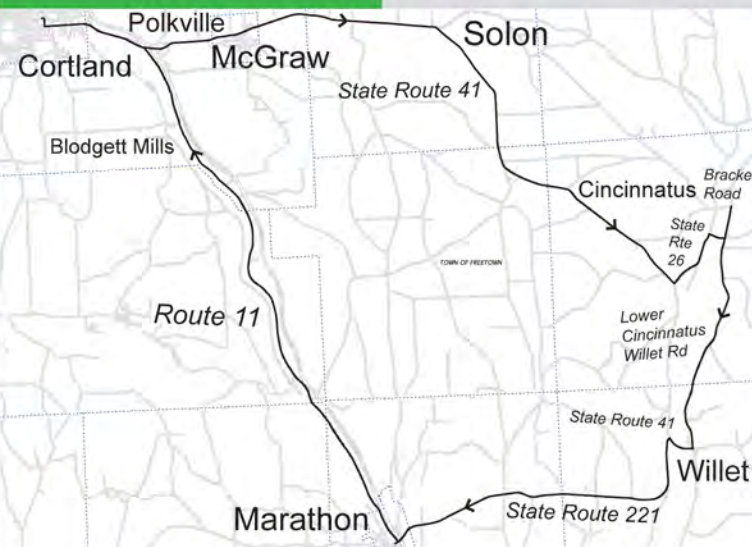 Polkville
Solon
Cortland
McGraw
State Route 41
Blodgett Mills
Cincinnatus
Bracke
Road
State
Rte
26
TOWN OF FREETOWN
Route 11
Lower
Cincinnatus
Willet Rd
State Route 41
Willet
Marathon
State Route 221